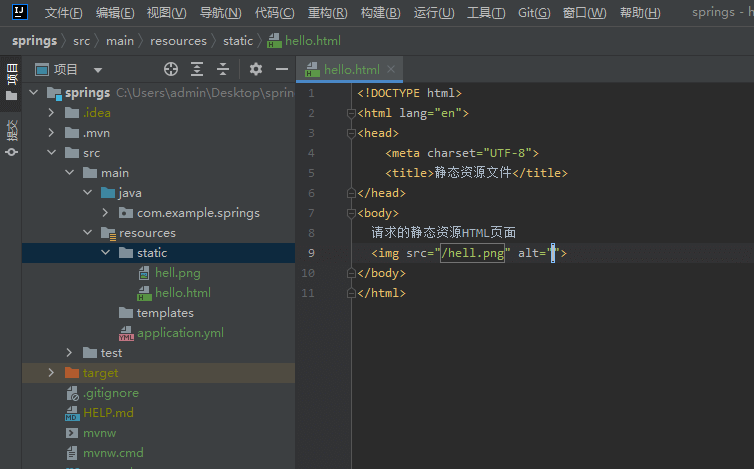 文件(F) 编辑(E) 视图(V) 导航(N) 代码(C) 重构(R) 构建(B) 运行(U) 工具(T) Git(G) 窗口(W) 帮助(H) springs - h
springs src main resources static hello.html
项目
提交
项目
springs C:\Users\admin\Desktop\sprin
.idea
.mvn
src
main
java
com.example.springs
resources
static
hell.png
hello.html
templates
application.yml
test
target
.gitignore
HELP.md
mvnw
mvnw.cmd
hello.html
1 <!DOCTYPE html>
2 <html lang="en">
3 <head>
4 <meta charset="UTF-8">
5 <title>静态资源文件</title>
6 </head>
7 <body>
8 请求的静态资源HTML页面
9 <img src="/hell.png" alt="">
10 </body>
11 </html>